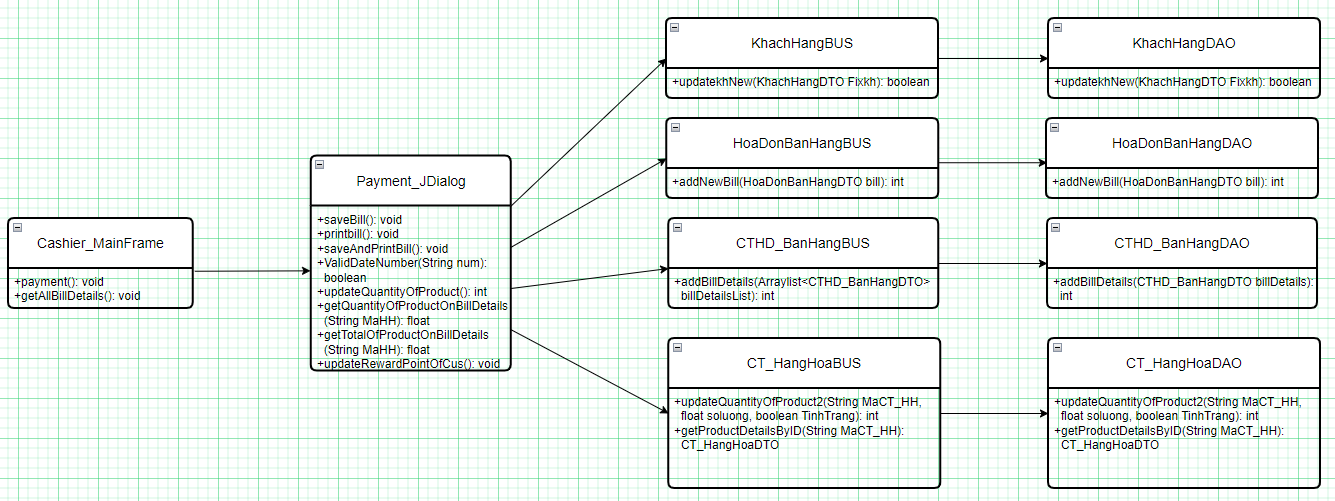 Cashier_MainFrame
+payment(): void
+getAllBillDetails(): void
Payment_JDialog
+saveBill(): void
+printbill(): void
+saveAndPrintBill(): void
+ValidDateNumber(String num):
boolean
+updateQuantityOfProduct(): int
+getQuantityOfProductOnBillDetails
(String MaHH): float
+getTotalOfProductOnBillDetails
(String MaHH): float
+updateRewardPointOfCus(): void
KhachHangBUS
+updatekhNew(KhachHangDTO Fixkh): boolean
KhachHangDAO
+updatekhNew(KhachHangDTO Fixkh): boolean
HoaDonBanHangBUS
+addNewBill(HoaDonBanHangDTO bill): int
HoaDonBanHangDAO
+addNewBill(HoaDonBanHangDTO bill): int
CTHD_BanHangBUS
+addBillDetails(Arraylist<CTHD_BanHangDTO>
billDetailsList): int
CTHD_BanHangDAO
+addBillDetails(CTHD_BanHangDTO billDetails):
int
CT_HangHoaBUS
+updateQuantityOfProduct2(String MaCT_HH,
float soluong, boolean TinhTrang): int
+getProductDetailsByID(String MaCT_HH):
CT_HangHoaDTO
CT_HangHoaDAO
+updateQuantityOfProduct2(String MaCT_HH,
float soluong, boolean TinhTrang): int
+getProductDetailsByID(String MaCT_HH):
CT_HangHoaDTO